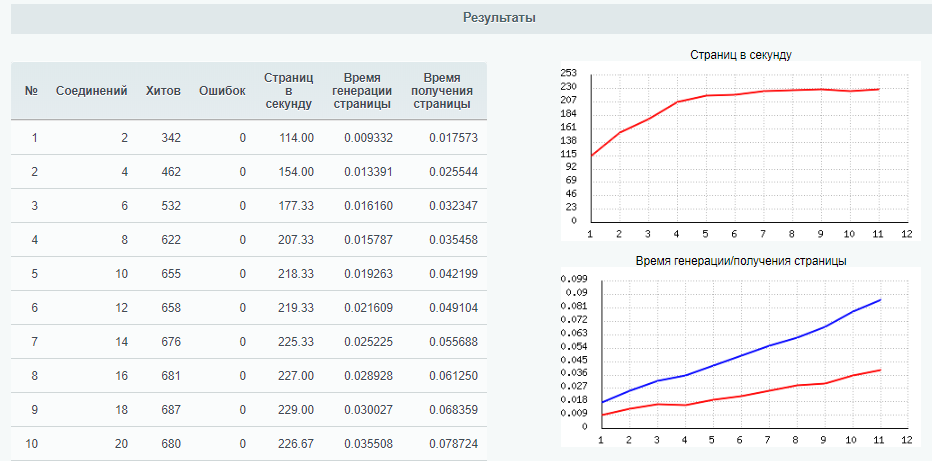 Результаты
№ Соединений Хитов Ошибок Страниц в секунду Время генерации страницы Время получения страницы
1 2 342 0 114.00 0.009332 0.017573
2 4 462 0 154.00 0.013391 0.025544
3 6 532 0 177.33 0.016160 0.032347
4 8 622 0 207.33 0.015787 0.035458
5 10 655 0 218.33 0.019263 0.042199
6 12 658 0 219.33 0.021609 0.049104
7 14 676 0 225.33 0.025225 0.055688
8 16 681 0 227.00 0.028928 0.061250
9 18 687 0 229.00 0.030027 0.068359
10 20 680 0 226.67 0.035508 0.078724
Страниц в секунду
253
230
207
184
161
138
115
92
69
46
23
0
1 2 3 4 5 6 7 8 9 10 11 12
Время генерации/получения страницы
0.099
0.09
0.081
0.072
0.063
0.054
0.045
0.036
0.027
0.018
0.009
0
1 2 3 4 5 6 7 8 9 10 11 12